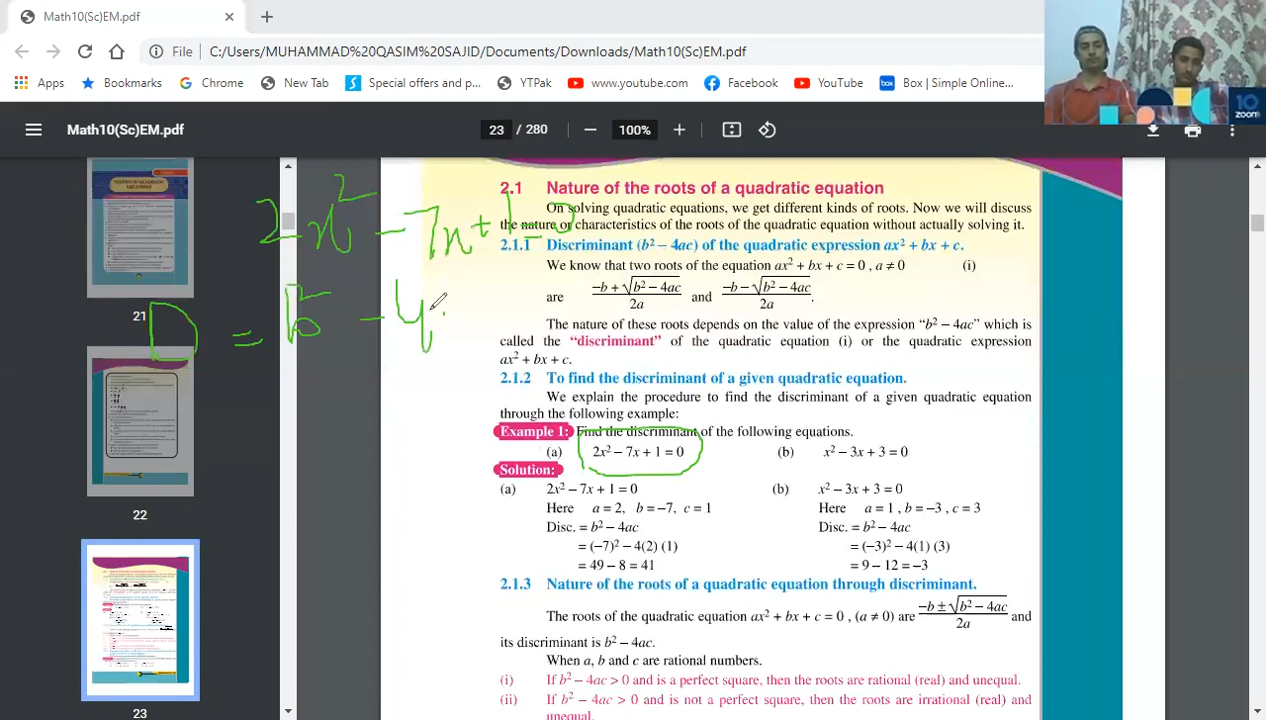 Math10(Sc)EM.pdf
File C:/Users/MUHAMMAD%20QASIM%20SAJID/Documents/Downloads/Math10(Sc)EM.pdf
Apps Bookmarks Chrome New Tab Special offers and p... YTPak www.youtube.com Facebook YouTube Box | Simple Online...
10
zoom
Math10(Sc)EM.pdf 23 / 280 100%
21
22
23
2x² – 7x + 1 = 0
D = b² – 4
2.1 Nature of the roots of a quadratic equation
On solving quadratic equations, we get different kinds of roots. Now we will discuss
the nature or characteristics of the roots of the quadratic equation without actually solving it.
2.1.1 Discriminant (b² – 4ac) of the quadratic expression ax² + bx + c.
We know that two roots of the equation ax² + bx + c = 0 , a ≠ 0 (i)
are (–b + √(b² – 4ac))/2a and (–b – √(b² – 4ac))/2a.
The nature of these roots depends on the value of the expression “b² – 4ac” which is
called the “discriminant” of the quadratic equation (i) or the quadratic expression
ax² + bx + c.
2.1.2 To find the discriminant of a given quadratic equation.
We explain the procedure to find the discriminant of a given quadratic equation
through the following example:
Example 1: Find the discriminant of the following equations.
(a) 2x² – 7x + 1 = 0 (b) x² – 3x + 3 = 0
Solution:
(a) 2x² – 7x + 1 = 0 (b) x² – 3x + 3 = 0
Here a = 2, b = –7, c = 1 Here a = 1 , b = –3 , c = 3
Disc. = b² – 4ac Disc. = b² – 4ac
= (–7)² – 4(2) (1) = (–3)² – 4(1) (3)
= 49 – 8 = 41 = 9 – 12 = –3
2.1.3 Nature of the roots of a quadratic equation through discriminant.
The roots of the quadratic equation ax² + bx + c = 0 , (a ≠ 0) are (–b ± √(b² – 4ac))/2a and
its discriminant is b² – 4ac.
When a, b and c are rational numbers.
(i) If b² – 4ac > 0 and is a perfect square, then the roots are rational (real) and unequal.
(ii) If b² – 4ac > 0 and is not a perfect square, then the roots are irrational (real) and
unequal.